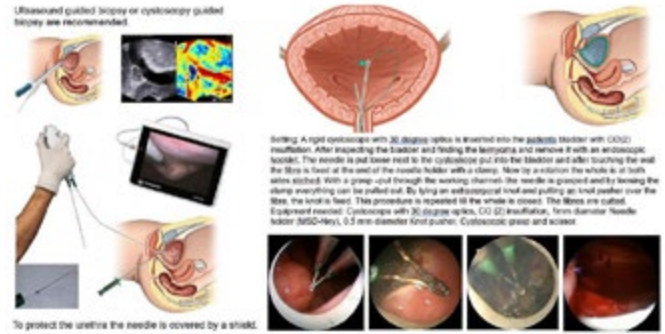 Ultrasound guided biopsy or cystoscopy guided
biopsy are recommended.
To protect the urethra the needle is covered by a shield.
Setting: A rigid cystoscope with 30 degree optics is inserted into the patients bladder with CO(2)
insufflation. After inspecting the bladder and finding the leimyoma and remove it with an endoscopic
The needle is put loose next to the cystoscope put into the bladder and after touching the wall
the fibre is fixed at the end of the needle holder with a clamp. Now by a rotation the whole is at both
sides stiched. With a grasp -put through the working channel- the needle is grasped and by loosing the
clamp everything can be pulled out. By lying an extracorporal knot and putting an knot pusher over the
fibre, the knot is fixed. This procedure is repeated till the whole is closed. The fibres are cutted.
Equipment needed: Cystoscope with 30 degree optics, CO (2) insufflation, 5mm diameter Needle
holder 0.5 mm diameter Knot pusher, Cystoscopic grasp and scissor.